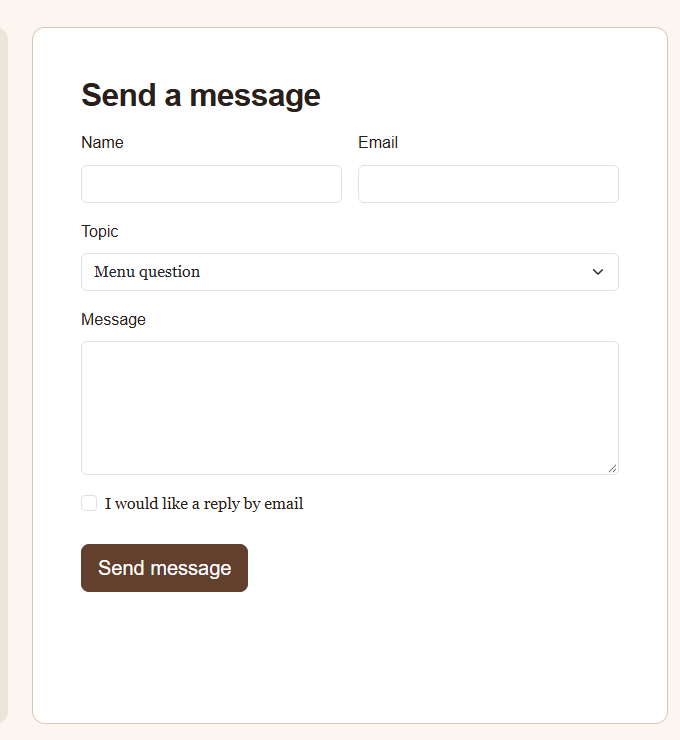 Send a message
Name
Email
Topic
Menu question
Message
I would like a reply by email
Send message